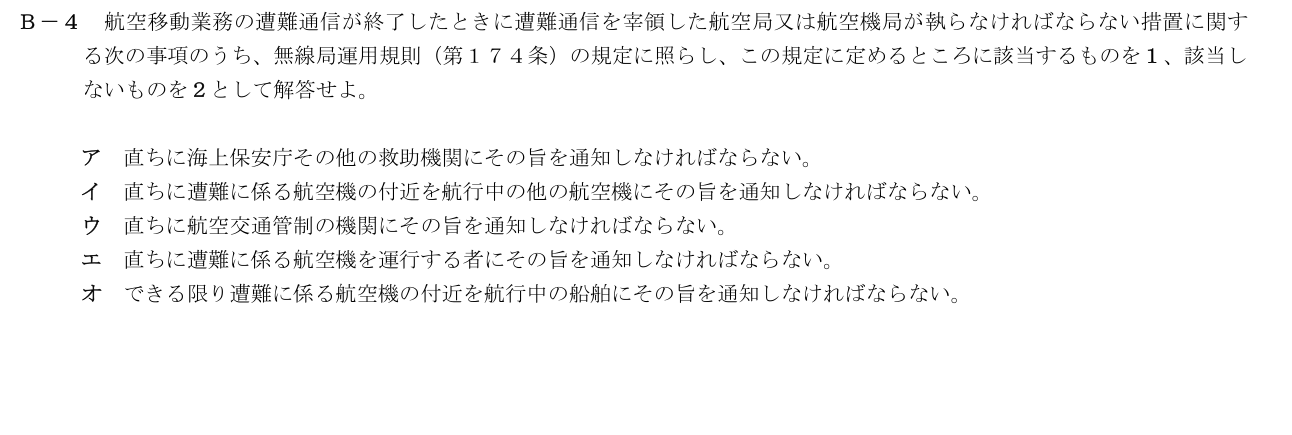 Ｂ－４　航空移動業務の遭難通信が終了したときに遭難通信を宰領した航空局又は航空機局が執らなければならない措置に関す
る次の事項のうち、無線局運用規則（第１７４条）の規定に照らし、この規定に定めるところに該当するものを１、該当し
ないものを２として解答せよ。
ア　直ちに海上保安庁その他の救助機関にその旨を通知しなければならない。
イ　直ちに遭難に係る航空機の付近を航行中の他の航空機にその旨を通知しなければならない。
ウ　直ちに航空交通管制の機関にその旨を通知しなければならない。
エ　直ちに遭難に係る航空機を運行する者にその旨を通知しなければならない。
オ　できる限り遭難に係る航空機の付近を航行中の船舶にその旨を通知しなければならない。